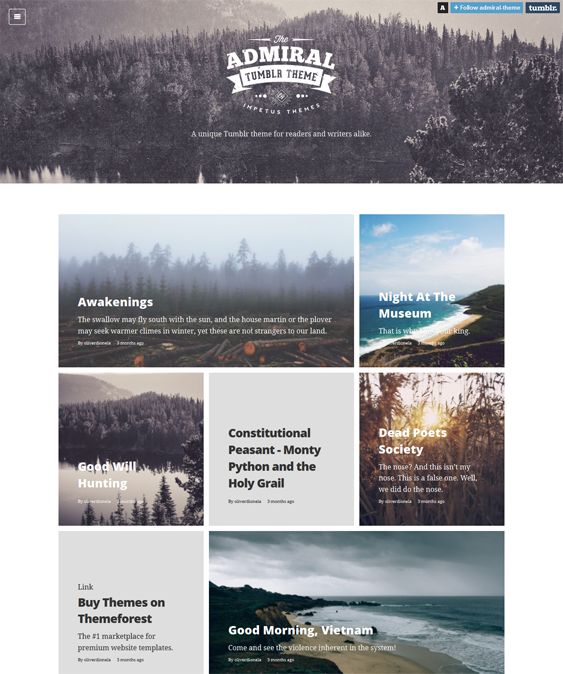 A
+ Follow admiral-theme
tumblr.
The
ADMIRAL
TUMBLR THEME
IMPETUS THEMES
A unique Tumblr theme for readers and writers alike.
Awakenings
The swallow may fly south with the sun, and the house martin or the plover
may seek warmer climes in winter, yet these are not strangers to our land.
By oliverdionela 3 months ago
Night At The
Museum
That is why king.
By oliverdionela 3 months ago
Good Will
Hunting
By oliverdionela 3 months ago
Constitutional
Peasant - Monty
Python and the
Holy Grail
By oliverdionela 3 months ago
Dead Poets
Society
The nose? And this isn't my
nose. This is a false one. Well,
we did do the nose.
By oliverdionela 3 months ago
Link
Buy Themes on
Themeforest
The #1 marketplace for
premium website templates.
By oliverdionela 3 months ago
Good Morning, Vietnam
Come and see the violence inherent in the system!
By oliverdionela 3 months ago